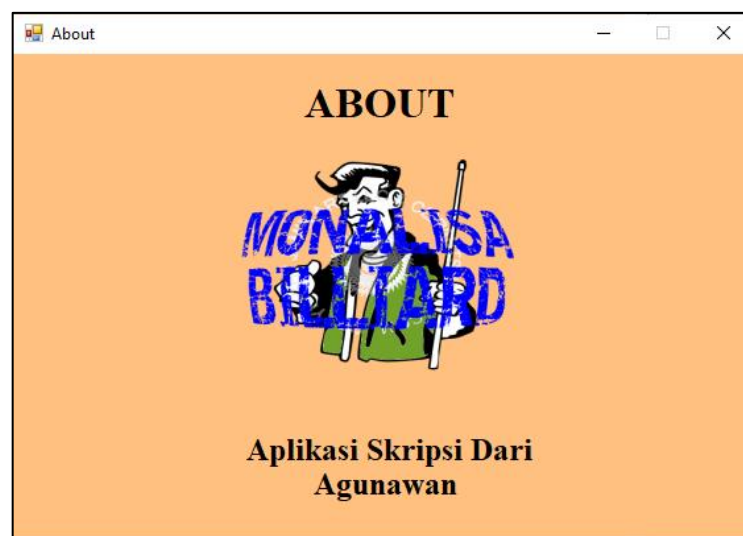 About
ABOUT
MONALISA
BILLIARD
Aplikasi Skripsi Dari
Agunawan